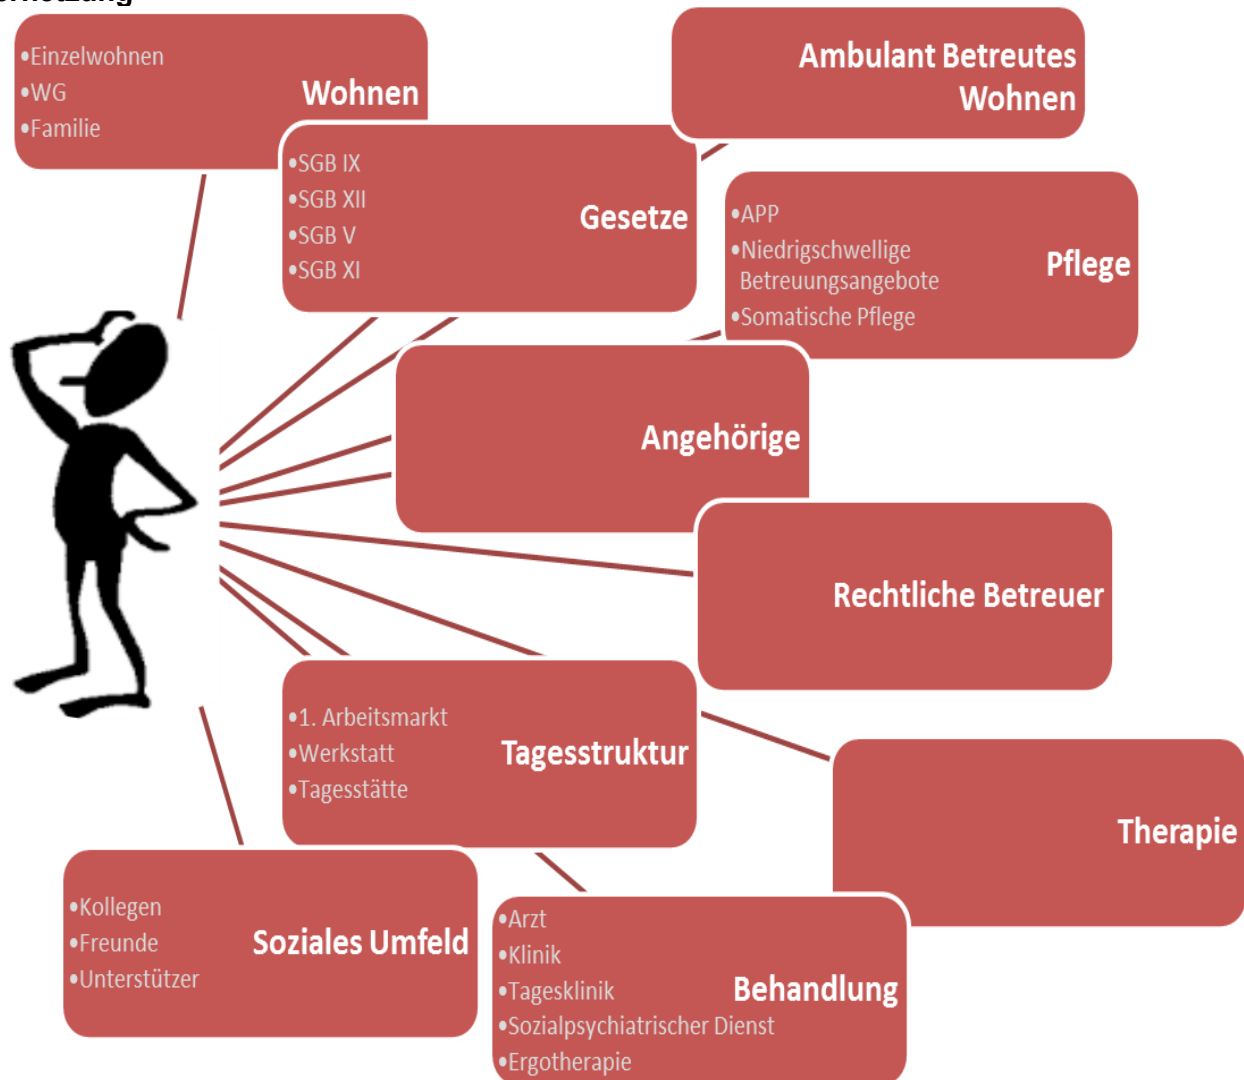 •Einzelwohnen
•WG
•Familie
Wohnen
Ambulant Betreutes
Wohnen
•SGB IX
•SGB XII
•SGB V
•SGB XI
Gesetze
•APP
•Niedrigschwellige
Betreuungsangebote
•Somatische Pflege
Pflege
Angehörige
Rechtliche Betreuer
•1. Arbeitsmarkt
•Werkstatt
•Tagesstätte
Tagesstruktur
Therapie
•Kollegen
•Freunde
•Unterstützer
Soziales Umfeld
•Arzt
•Klinik
•Tagesklinik
•Sozialpsychiatrischer Dienst
•Ergotherapie
Behandlung